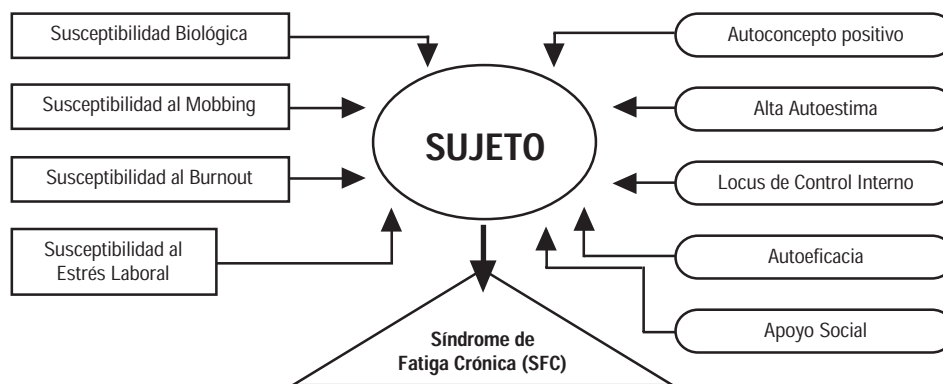 Susceptibilidad Biológica
Susceptibilidad al Mobbing
Susceptibilidad al Burnout
Susceptibilidad al
Estrés Laboral
SUJETO
Autoconcepto positivo
Alta Autoestima
Locus de Control Interno
Autoeficacia
Apoyo Social
Síndrome de
Fatiga Crónica (SFC)